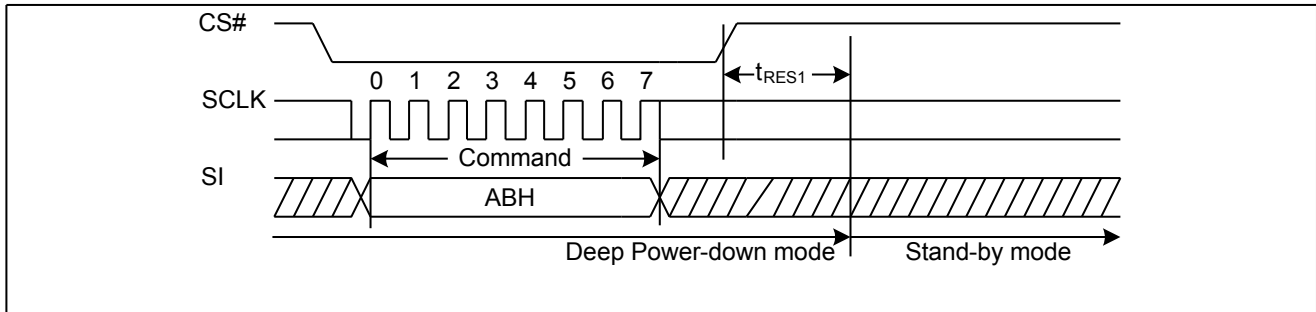 CS#
tRES1
0 1 2 3 4 5 6 7
SCLK
Command
SI
ABH
Deep Power-down mode Stand-by mode